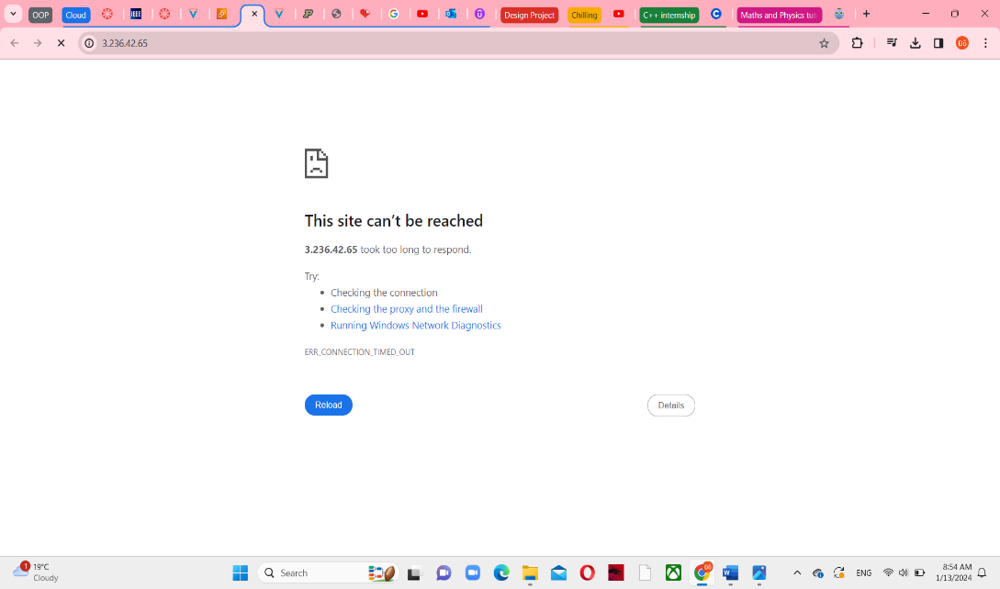 OOP
Cloud
IEEE
Design Project
Chilling
C++ internship
Maths and Physics tut
3.236.42.65
This site can't be reached
3.236.42.65 took too long to respond.
Try:
Checking the connection
Checking the proxy and the firewall
Running Windows Network Diagnostics
ERR_CONNECTION_TIMED_OUT
Reload
Details
1
19°C
Cloudy
Search
ENG
8:54 AM
1/13/2024